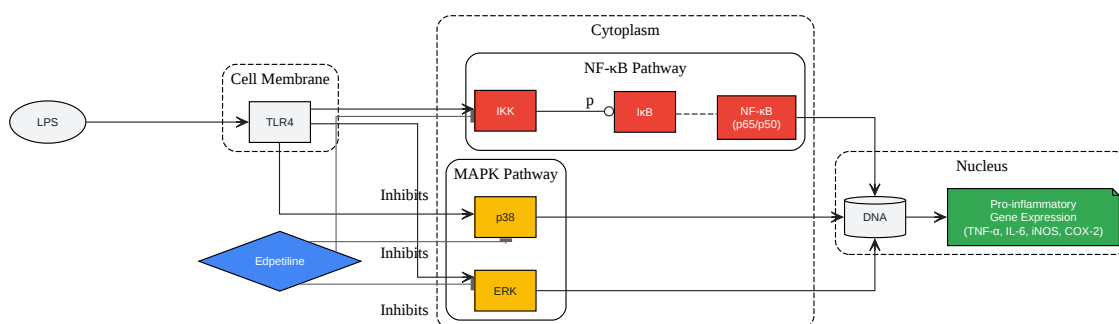 Cytoplasm
NF-κB Pathway
Cell Membrane
LPS
TLR4
IKK
p
IκB
NF-κB
(p65/p50)
MAPK Pathway
Nucleus
Inhibits
p38
DNA
Pro-inflammatory
Gene Expression
(TNF-α, IL-6, iNOS, COX-2)
Edpetiline
Inhibits
ERK
Inhibits